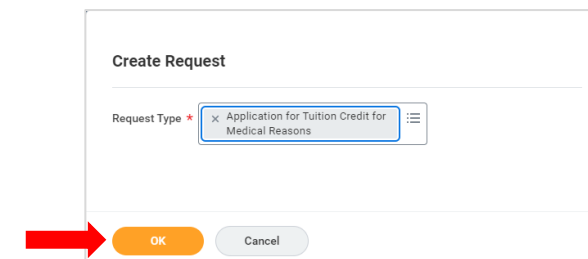 Create Request
Request Type * × Application for Tuition Credit for
Medical Reasons
OK Cancel